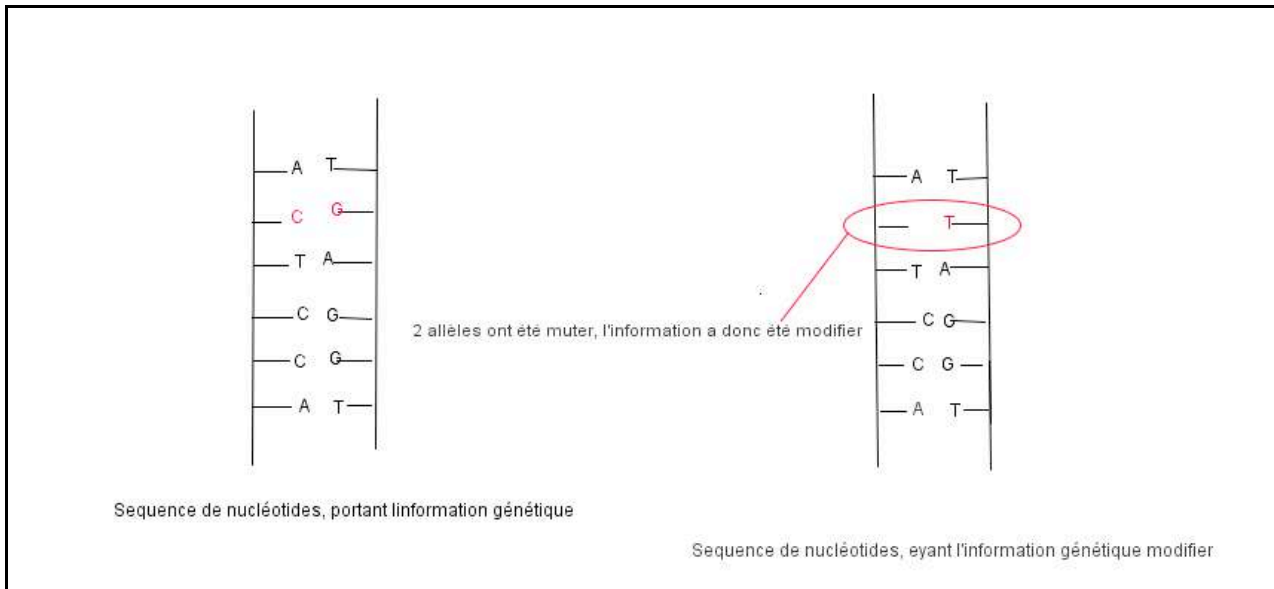 A T
C G
T A
C G
C G
A T
2 allèles ont été muter, l'information a donc été modifier
A T
T
T A
C G
C G
A T
Sequence de nucléotides, portant linformation génétique
Sequence de nucléotides, eyant l'information génétique modifier